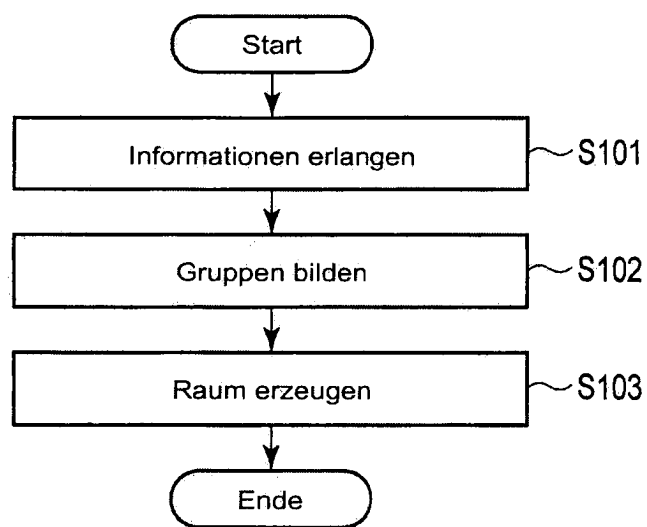 Start
Informationen erlangen
S101
Gruppen bilden
S102
Raum erzeugen
S103
Ende